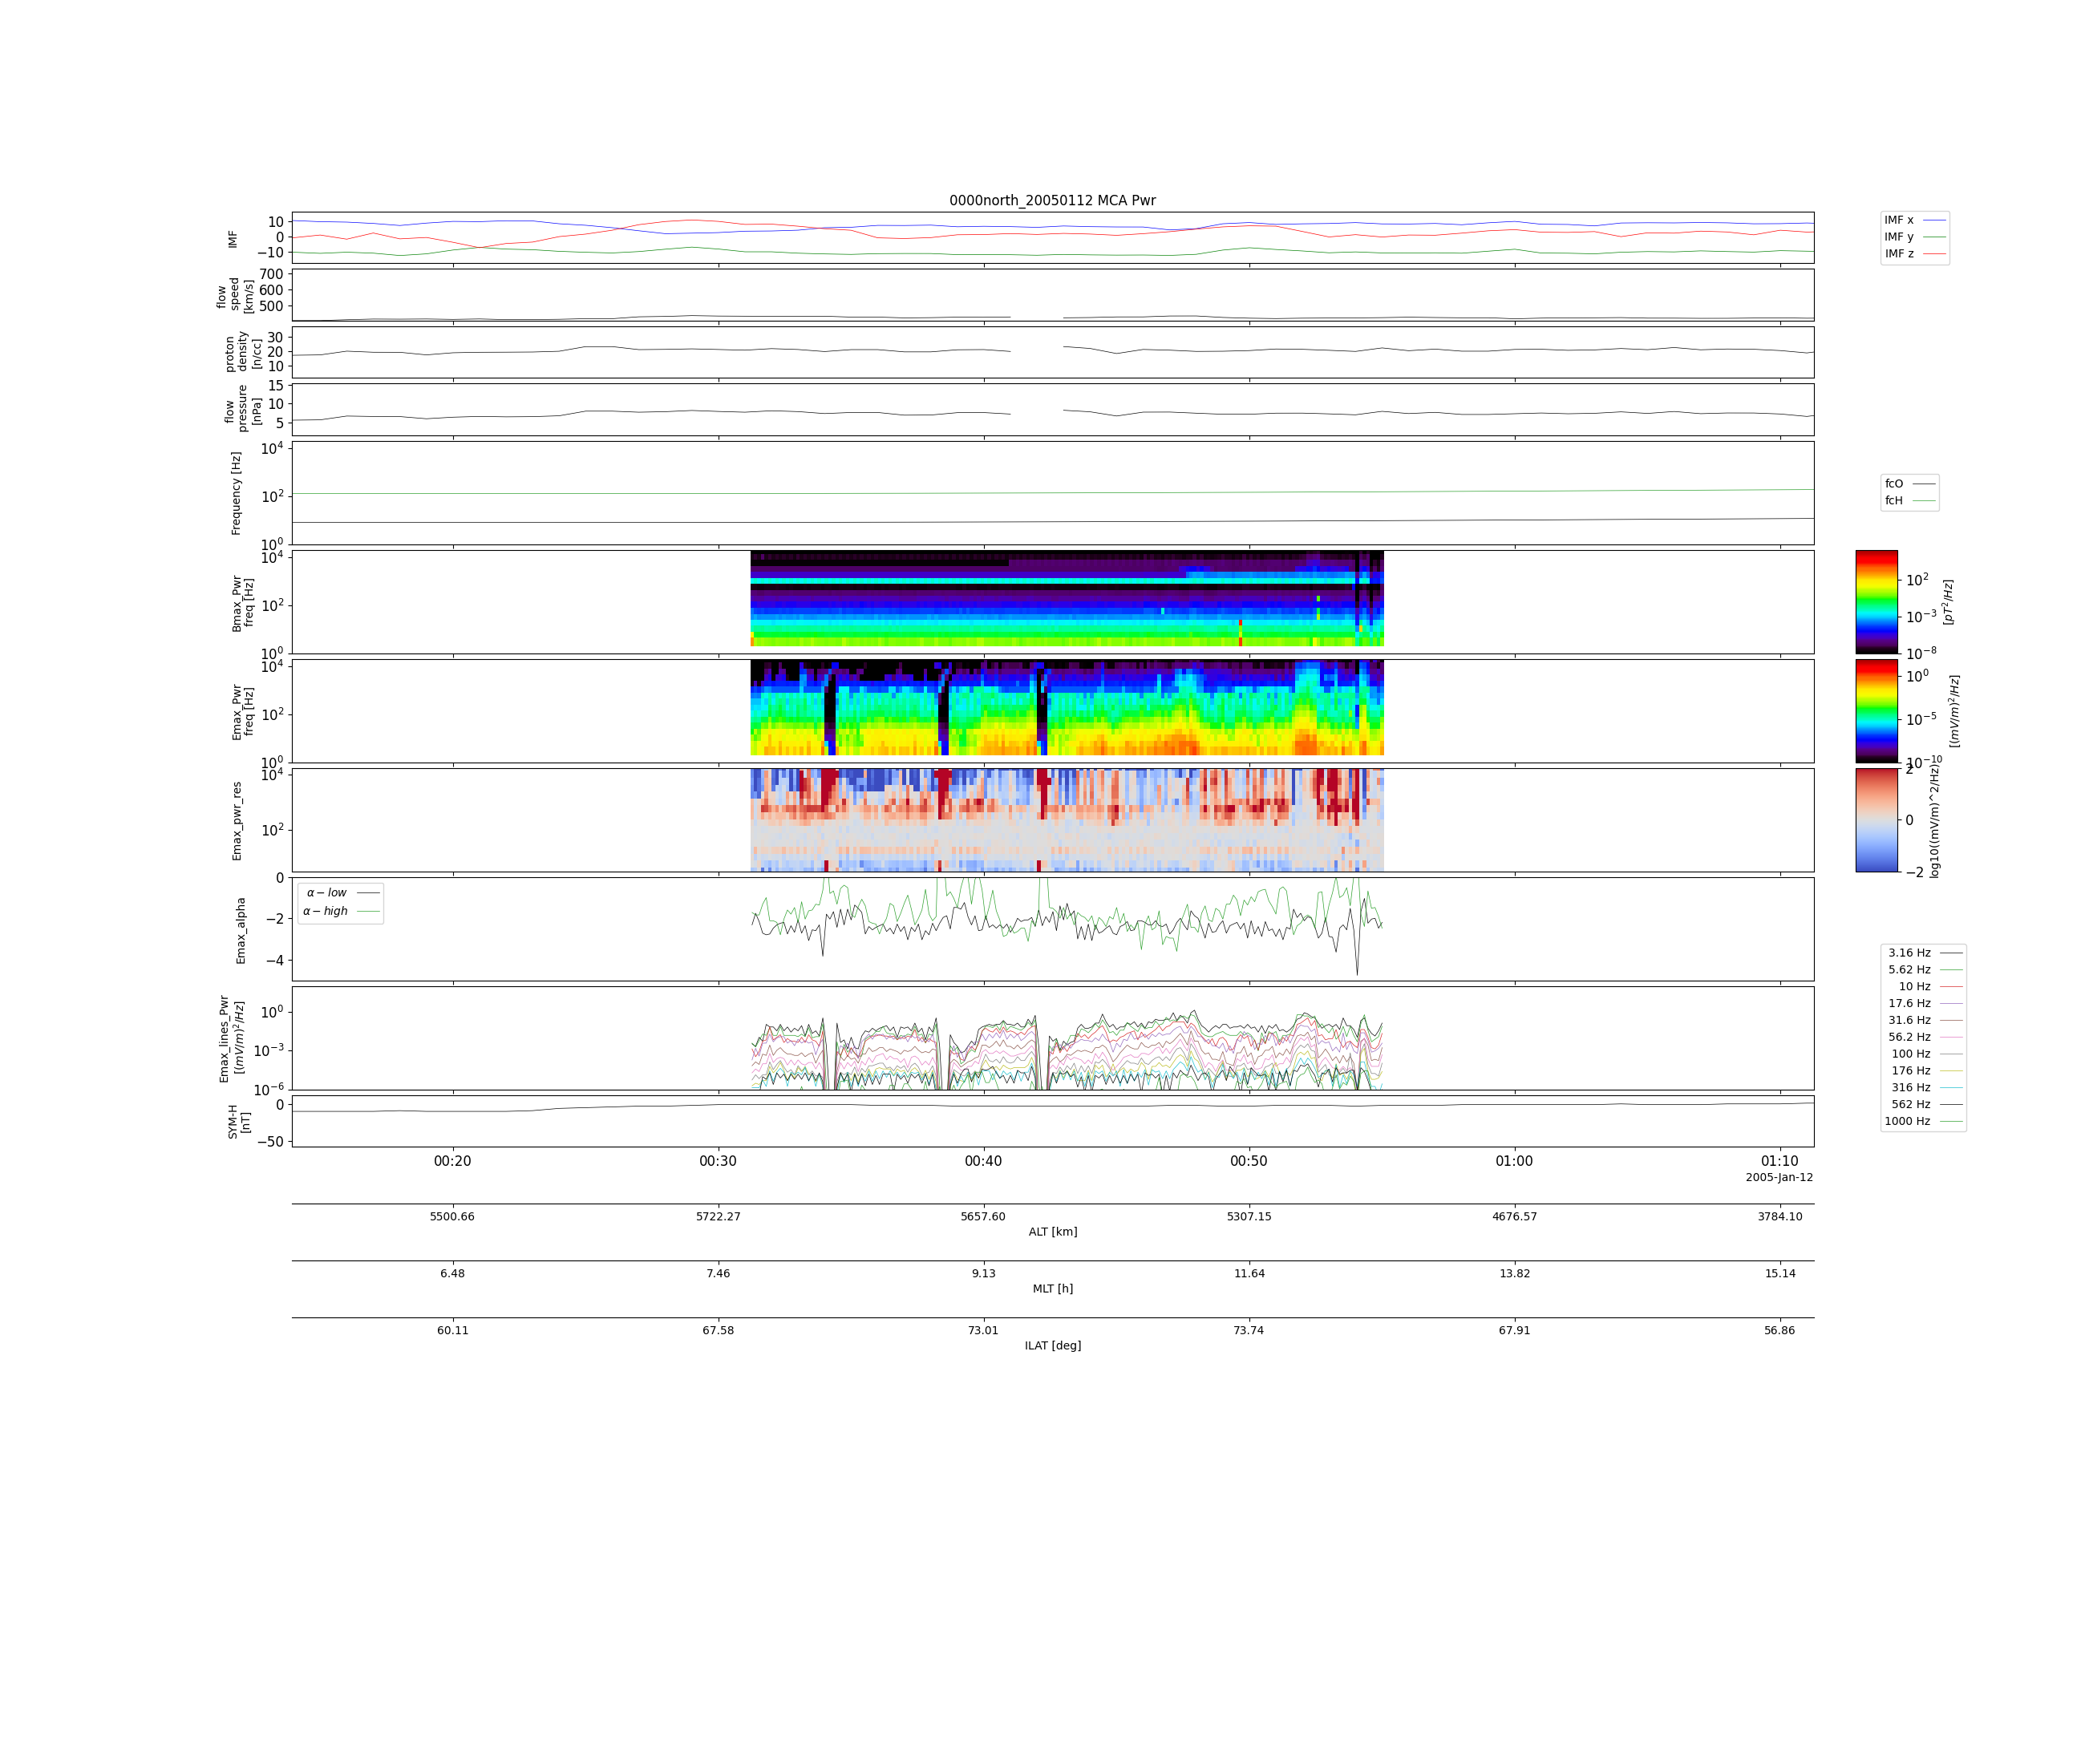 0000north_20050112 MCA Pwr
IMF
10
0
−10
IMF x
IMF y
IMF z
flow
speed
[km/s]
700
600
500
proton
density
[n/cc]
30
20
10
flow
pressure
[nPa]
15
10
5
Frequency [Hz]
10^4
10^2
10^0
fcO
fcH
Bmax_Pwr
freq [Hz]
10^4
10^2
10^0
10^2
10^-3
10^-8
[pT^2/Hz]
Emax_Pwr
freq [Hz]
10^4
10^2
10^0
10^0
10^-5
10^-10
[(mV/m)^2/Hz]
Emax_pwr_res
10^4
10^2
2
0
−2
log10((mV/m)^2/Hz)
Emax_alpha
0
−2
−4
α − low
α − high
Emax_lines_Pwr
[(mV/m)^2/Hz]
10^0
10^-3
10^-6
3.16 Hz
5.62 Hz
10 Hz
17.6 Hz
31.6 Hz
56.2 Hz
100 Hz
176 Hz
316 Hz
562 Hz
1000 Hz
SYM-H
[nT]
0
−50
00:20 00:30 00:40 00:50 01:00 01:10
2005-Jan-12
5500.66 5722.27 5657.60 5307.15 4676.57 3784.10
ALT [km]
6.48 7.46 9.13 11.64 13.82 15.14
MLT [h]
60.11 67.58 73.01 73.74 67.91 56.86
ILAT [deg]